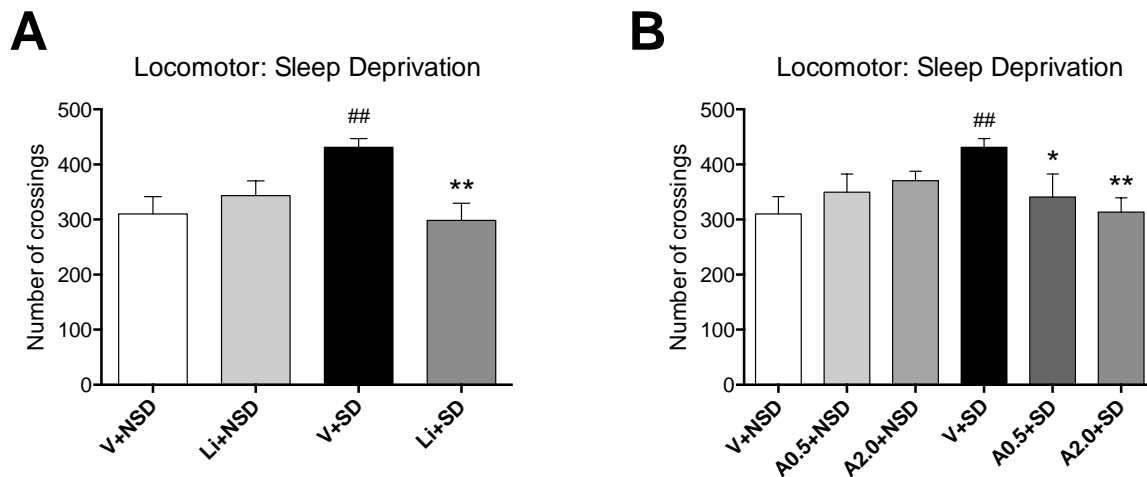 A
Locomotor: Sleep Deprivation
Number of crossings
500
400
300
200
100
0
##
**
V+NSD
Li+NSD
V+SD
Li+SD
B
Locomotor: Sleep Deprivation
Number of crossings
500
400
300
200
100
0
##
*
**
V+NSD
A0.5+NSD
A2.0+NSD
V+SD
A0.5+SD
A2.0+SD